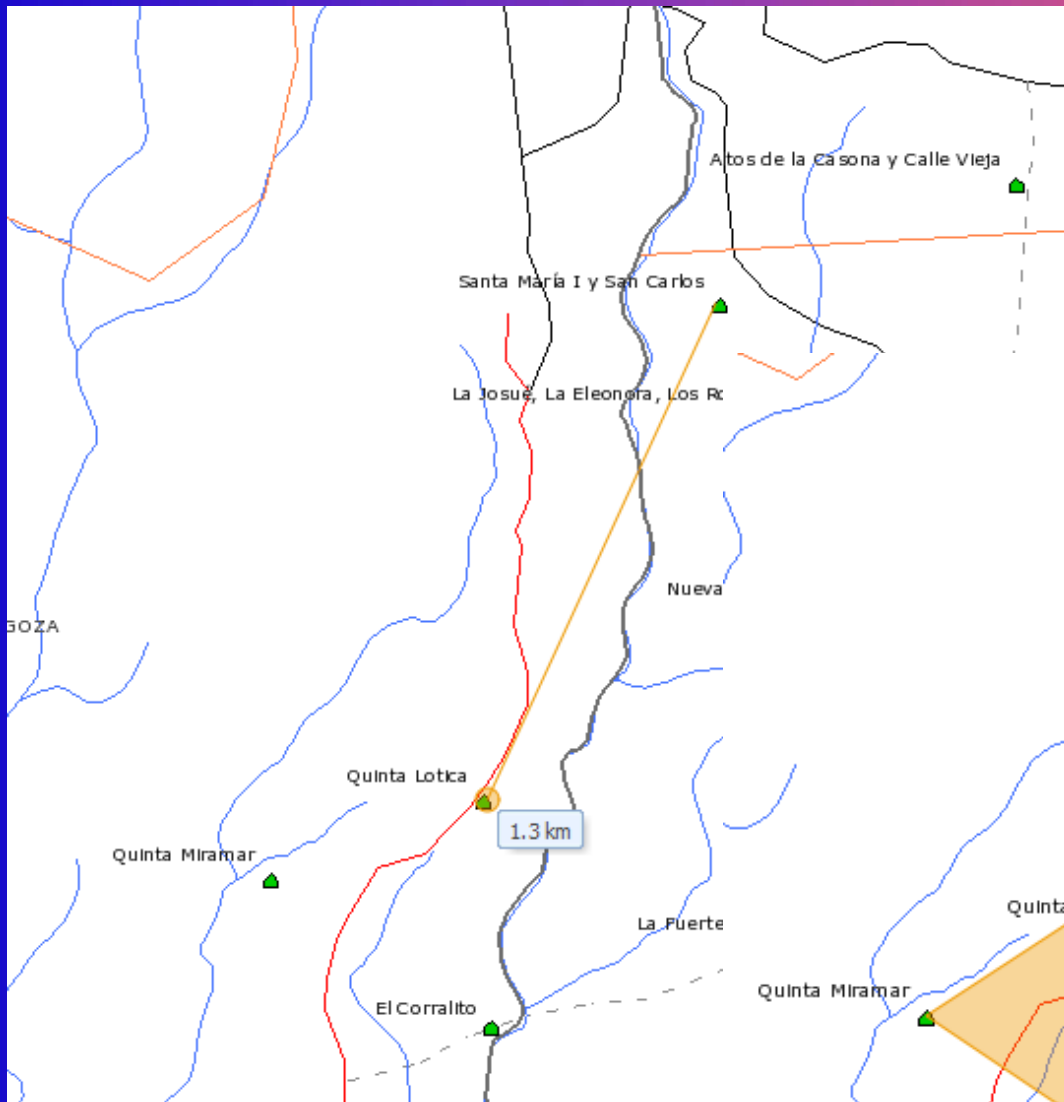 Altos de la Casona y Calle Vieja
Santa María I y San Carlos
La Josué, La Eleonora, Los Ro
Nueva
GOZA
Quinta Lotica
1.3 km
Quinta Miramar
La Fuerte
Quinta
Quinta Miramar
El Corralito